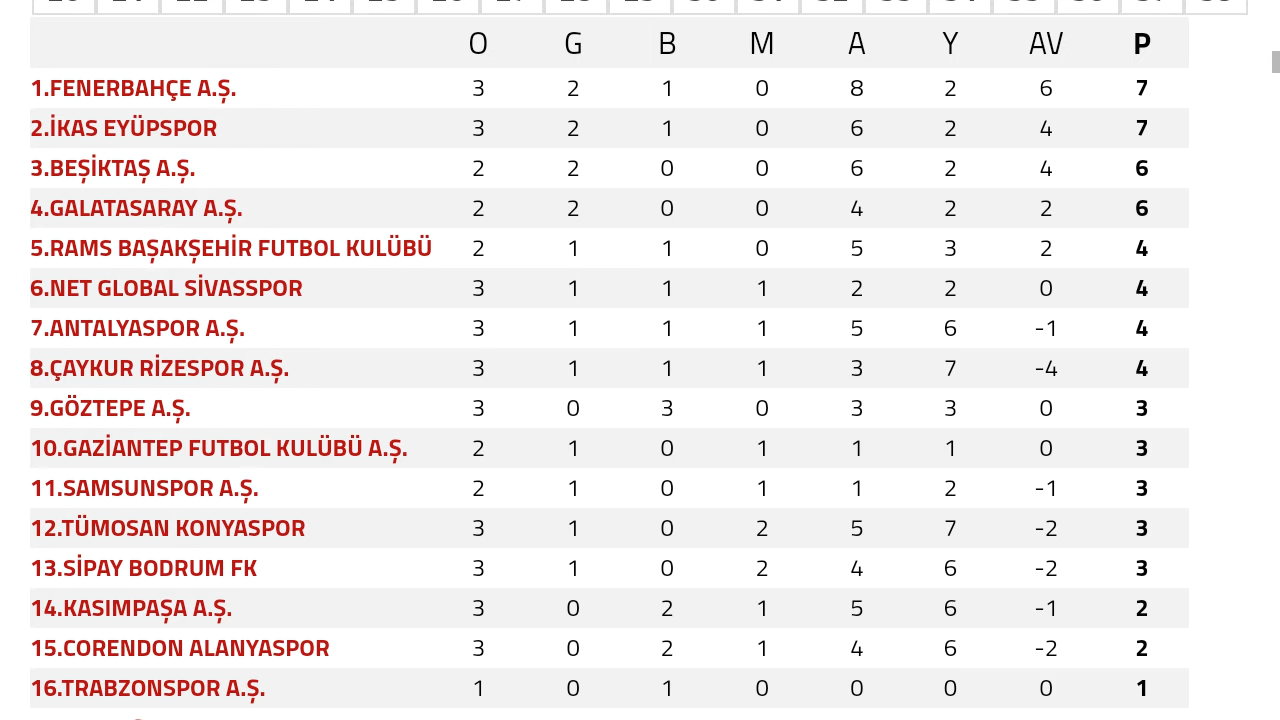 O G B M A Y AV P
1.FENERBAHÇE A.Ş. 3 2 1 0 8 2 6 7
2.İKAS EYÜPSPOR 3 2 1 0 6 2 4 7
3.BEŞİKTAŞ A.Ş. 2 2 0 0 6 2 4 6
4.GALATASARAY A.Ş. 2 2 0 0 4 2 2 6
5.RAMS BAŞAKŞEHİR FUTBOL KULÜBÜ 2 1 1 0 5 3 2 4
6.NET GLOBAL SİVASSPOR 3 1 1 1 2 2 0 4
7.ANTALYASPOR A.Ş. 3 1 1 1 5 6 -1 4
8.ÇAYKUR RİZESPOR A.Ş. 3 1 1 1 3 7 -4 4
9.GÖZTEPE A.Ş. 3 0 3 0 3 3 0 3
10.GAZİANTEP FUTBOL KULÜBÜ A.Ş. 2 1 0 1 1 1 0 3
11.SAMSUNSPOR A.Ş. 2 1 0 1 1 2 -1 3
12.TÜMOSAN KONYASPOR 3 1 0 2 5 7 -2 3
13.SİPAY BODRUM FK 3 1 0 2 4 6 -2 3
14.KASIMPAŞA A.Ş. 3 0 2 1 5 6 -1 2
15.CORENDON ALANYASPOR 3 0 2 1 4 6 -2 2
16.TRABZONSPOR A.Ş. 1 0 1 0 0 0 0 1